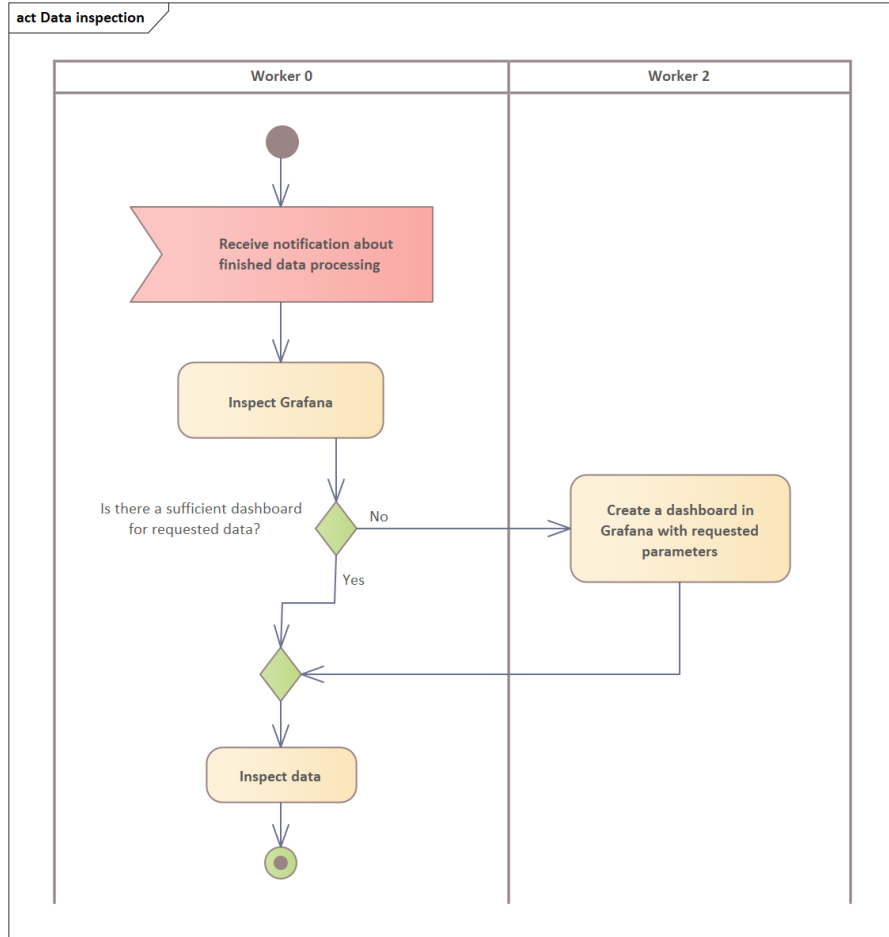 act Data inspection
Worker 0
Worker 2
Receive notification about
finished data processing
Inspect Grafana
Is there a sufficient dashboard
for requested data?
No
Create a dashboard in
Grafana with requested
parameters
Yes
Inspect data